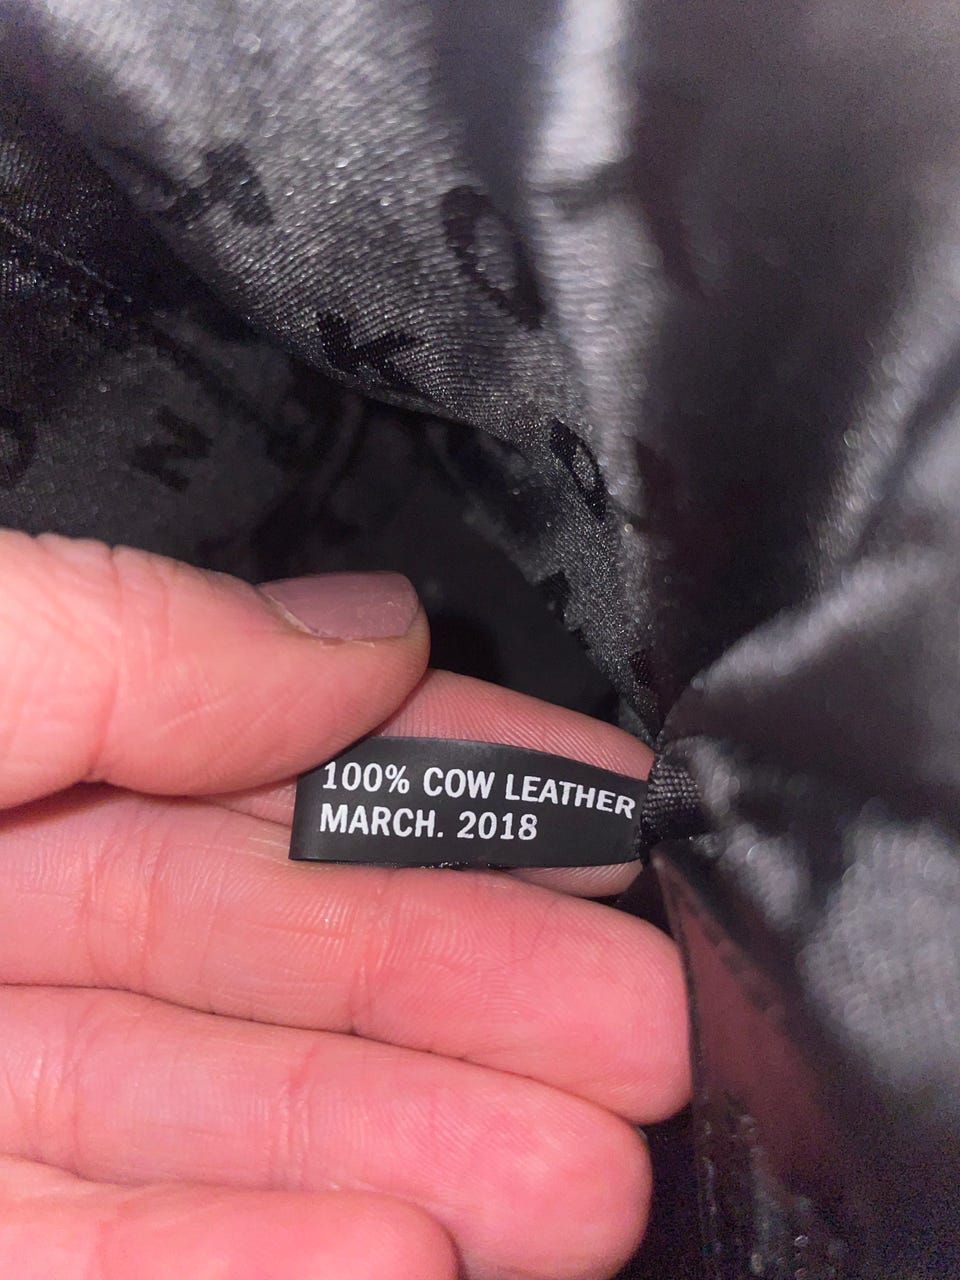 100% COW LEATHER
MARCH. 2018